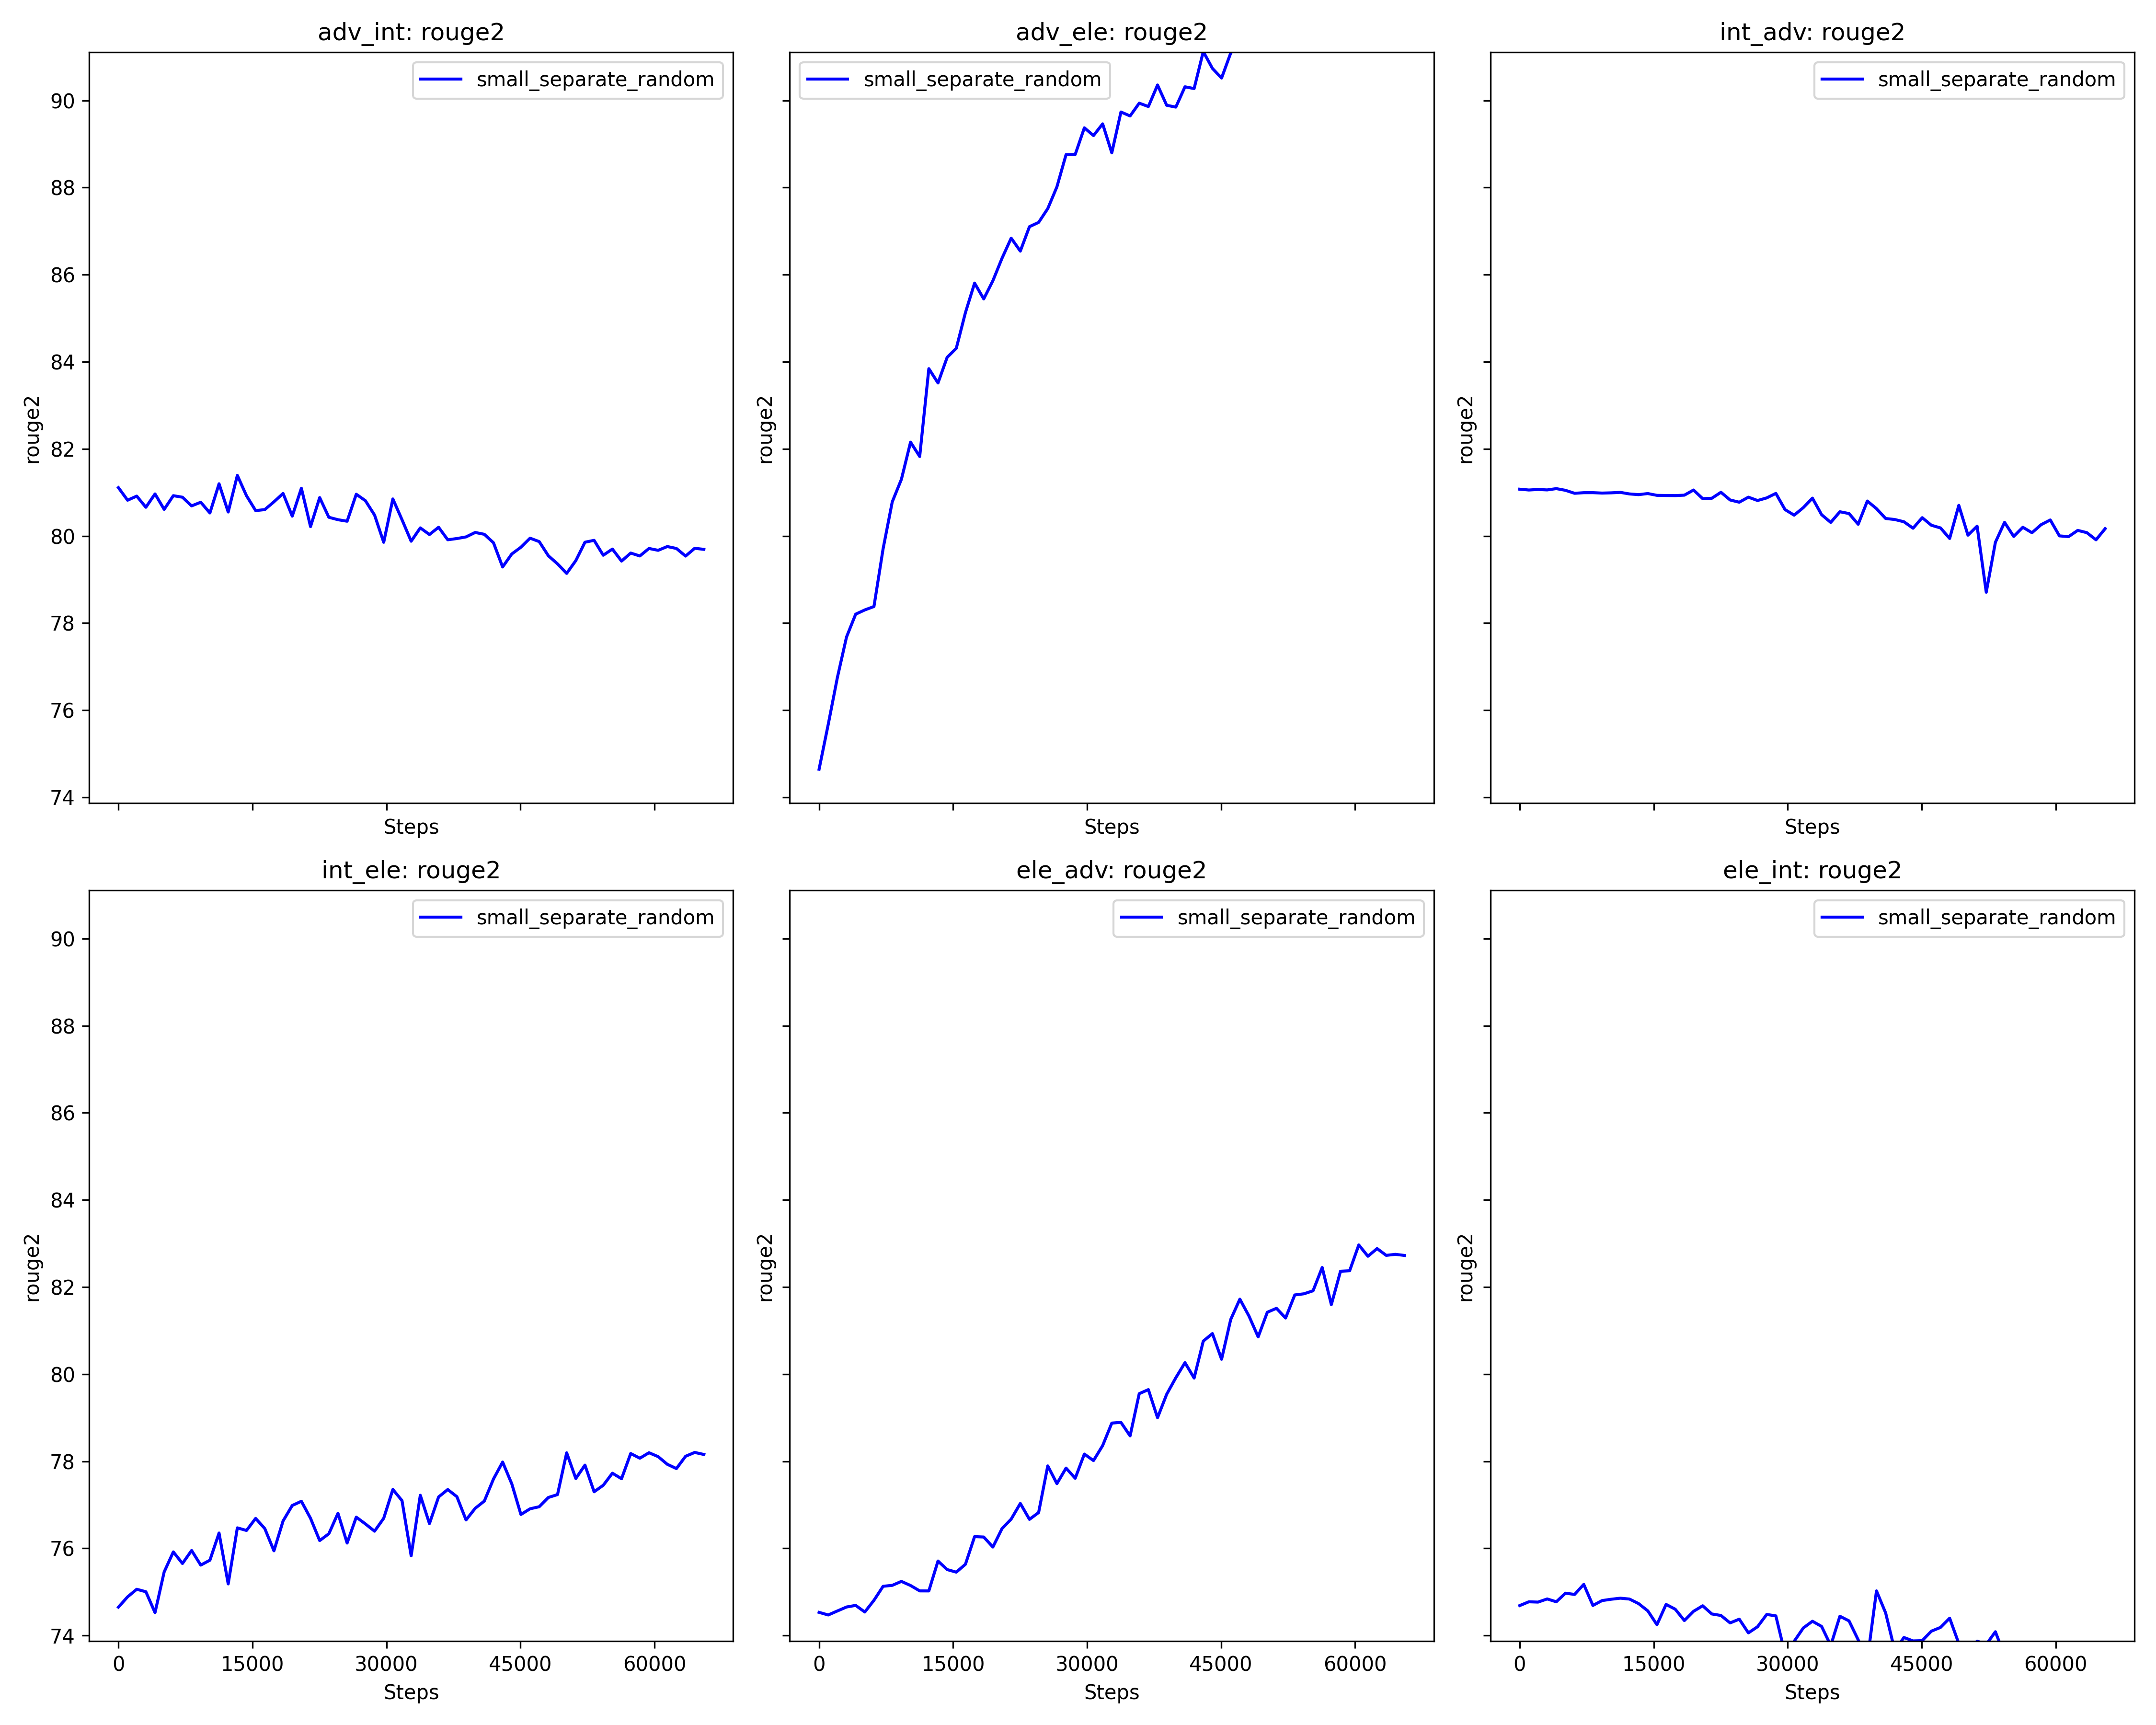 adv_int: rouge2
small_separate_random
90
88
86
84
82
80
78
76
74
rouge2
Steps
adv_ele: rouge2
small_separate_random
rouge2
Steps
int_adv: rouge2
small_separate_random
rouge2
Steps
int_ele: rouge2
small_separate_random
90
88
86
84
82
80
78
76
74
rouge2
0 15000 30000 45000 60000
Steps
ele_adv: rouge2
small_separate_random
rouge2
0 15000 30000 45000 60000
Steps
ele_int: rouge2
small_separate_random
rouge2
0 15000 30000 45000 60000
Steps